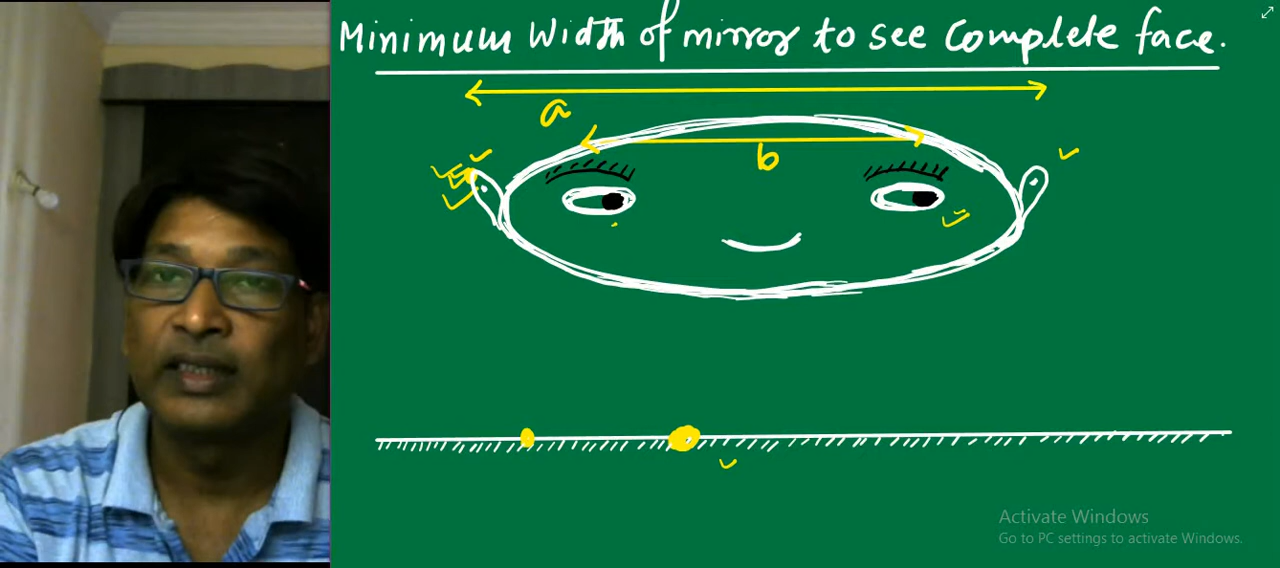 Minimum Width of mirror to see Complete face.
a
b
Activate Windows
Go to PC settings to activate Windows.